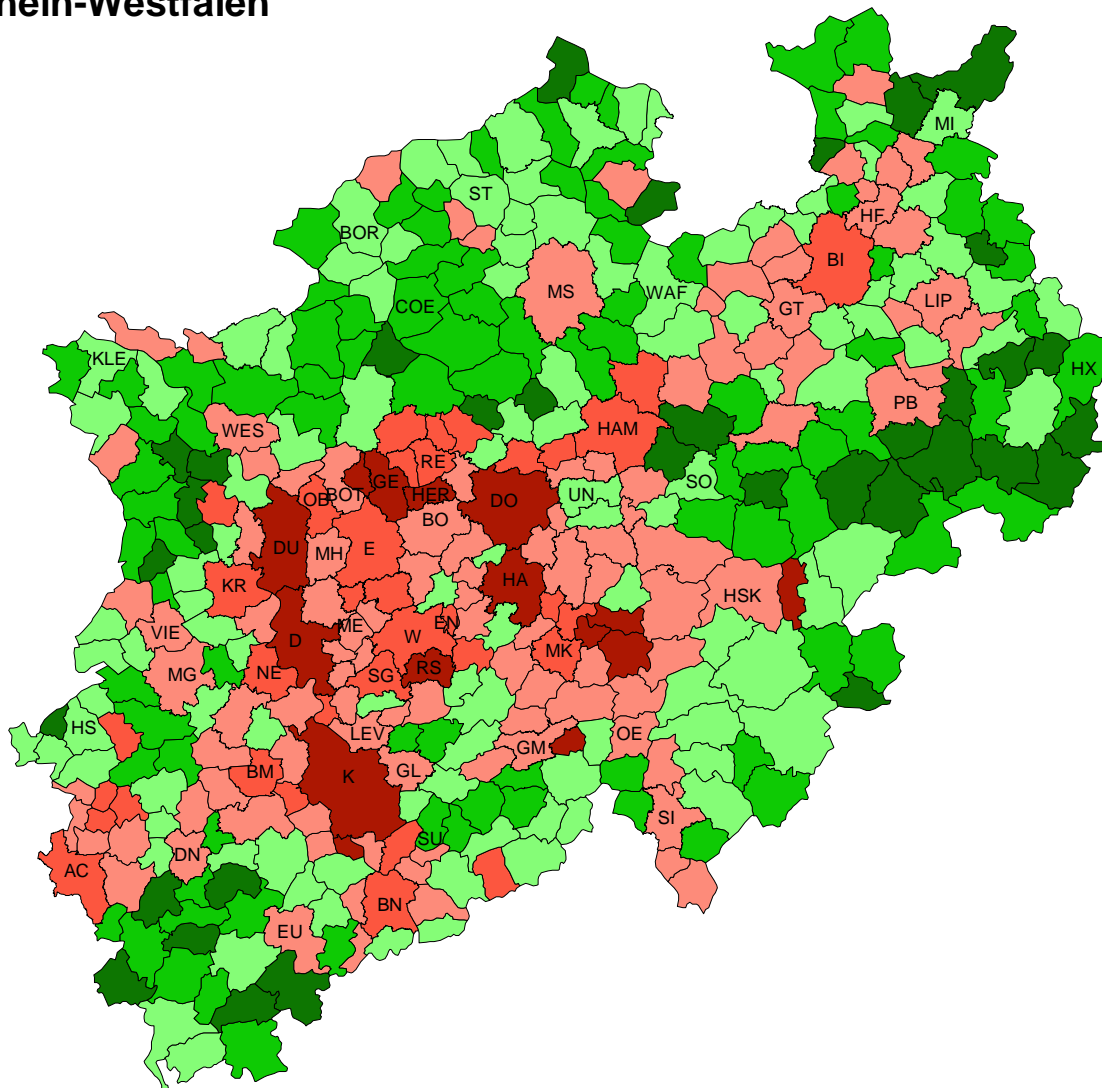 hein-Westfalen
MI
ST
HF
BOR
BI
MS
WAF
LIP
COE
GT
KLE
HX
PB
WES
HAM
RE
GE
SO
BOT
HER
UN
OB
DO
BO
DU
MH
E
HA
KR
HSK
EN
ME
VIE
W
D
MK
RS
MG
NE
SG
HS
LEV
OE
GM
BM
K
GL
SI
SU
DN
AC
BN
EU